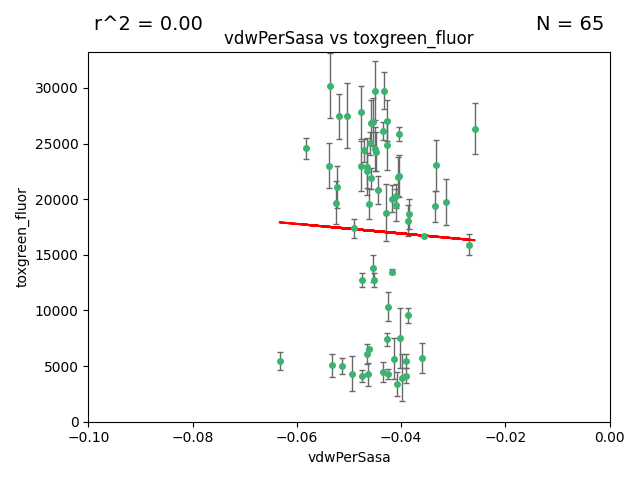 r^2 = 0.00
N = 65
vdwPerSasa vs toxgreen_fluor
toxgreen_fluor
30000
25000
20000
15000
10000
5000
0
−0.10
−0.08
−0.06
−0.04
−0.02
0.00
vdwPerSasa